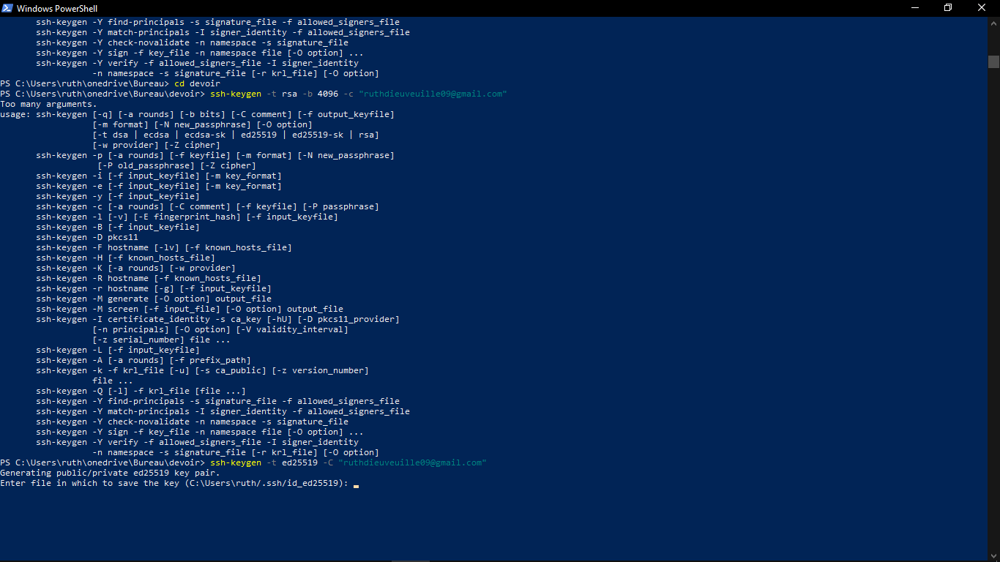 Windows PowerShell
ssh-keygen -Y find-principals -s signature_file -f allowed_signers_file
ssh-keygen -Y match-principals -I signer_identity -f allowed_signers_file
ssh-keygen -Y check-novalidate -n namespace -s signature_file
ssh-keygen -Y sign -f key_file -n namespace file [-O option] ...
ssh-keygen -Y verify -f allowed_signers_file -I signer_identity
-n namespace -s signature_file [-r krl_file] [-O option]
PS C:\Users\ruth\onedrive\Bureau> cd devoir
PS C:\Users\ruth\onedrive\Bureau\devoir> ssh-keygen -t rsa -b 4096 -c "ruthdieuveuille09@gmail.com"
Too many arguments.
usage: ssh-keygen [-q] [-a rounds] [-b bits] [-C comment] [-f output_keyfile]
[-m format] [-N new_passphrase] [-O option]
[-t dsa | ecdsa | ecdsa-sk | ed25519 | ed25519-sk | rsa]
[-w provider] [-Z cipher]
ssh-keygen -p [-a rounds] [-f keyfile] [-m format] [-N new_passphrase]
[-P old_passphrase] [-Z cipher]
ssh-keygen -i [-f input_keyfile] [-m key_format]
ssh-keygen -e [-f input_keyfile] [-m key_format]
ssh-keygen -y [-f input_keyfile]
ssh-keygen -c [-a rounds] [-C comment] [-f keyfile] [-P passphrase]
ssh-keygen -l [-v] [-E fingerprint_hash] [-f input_keyfile]
ssh-keygen -B [-f input_keyfile]
ssh-keygen -D pkcs11
ssh-keygen -F hostname [-lv] [-f known_hosts_file]
ssh-keygen -H [-f known_hosts_file]
ssh-keygen -K [-a rounds] [-w provider]
ssh-keygen -R hostname [-f known_hosts_file]
ssh-keygen -r hostname [-g] [-f input_keyfile]
ssh-keygen -M generate [-O option] output_file
ssh-keygen -M screen [-f input_file] [-O option] output_file
ssh-keygen -I certificate_identity -s ca_key [-hU] [-D pkcs11_provider]
[-n principals] [-O option] [-V validity_interval]
[-z serial_number] file ...
ssh-keygen -L [-f input_keyfile]
ssh-keygen -A [-a rounds] [-f prefix_path]
ssh-keygen -k -f krl_file [-u] [-s ca_public] [-z version_number]
file ...
ssh-keygen -Q [-l] -f krl_file [file ...]
ssh-keygen -Y find-principals -s signature_file -f allowed_signers_file
ssh-keygen -Y match-principals -I signer_identity -f allowed_signers_file
ssh-keygen -Y check-novalidate -n namespace -s signature_file
ssh-keygen -Y sign -f key_file -n namespace file [-O option] ...
ssh-keygen -Y verify -f allowed_signers_file -I signer_identity
-n namespace -s signature_file [-r krl_file] [-O option]
PS C:\Users\ruth\onedrive\Bureau\devoir> ssh-keygen -t ed25519 -C "ruthdieuveuille09@gmail.com"
Generating public/private ed25519 key pair.
Enter file in which to save the key (C:\Users\ruth/.ssh/id_ed25519):